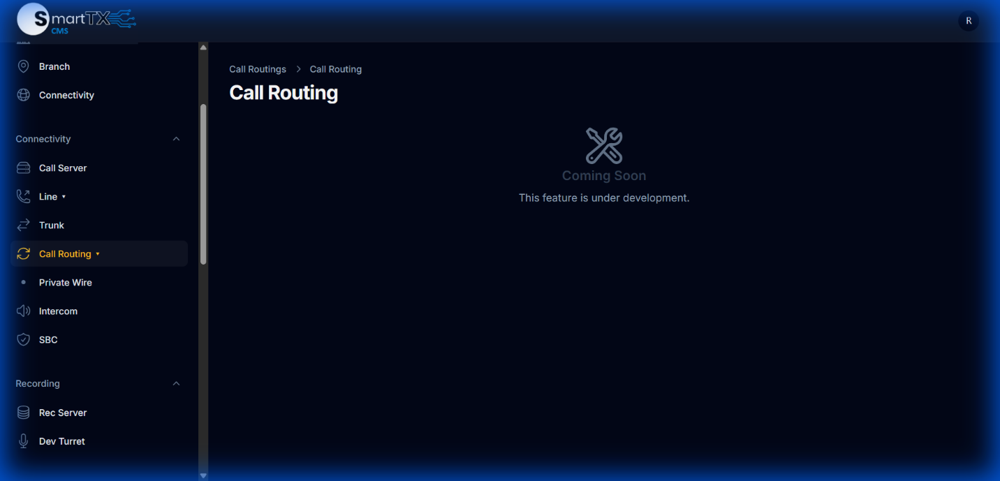 SmartTX
CMS
R
Branch
Connectivity
Connectivity
Call Server
Line ▾
Trunk
Call Routing ▾
Private Wire
Intercom
SBC
Recording
Rec Server
Dev Turret
Call Routings > Call Routing
Call Routing
Coming Soon
This feature is under development.